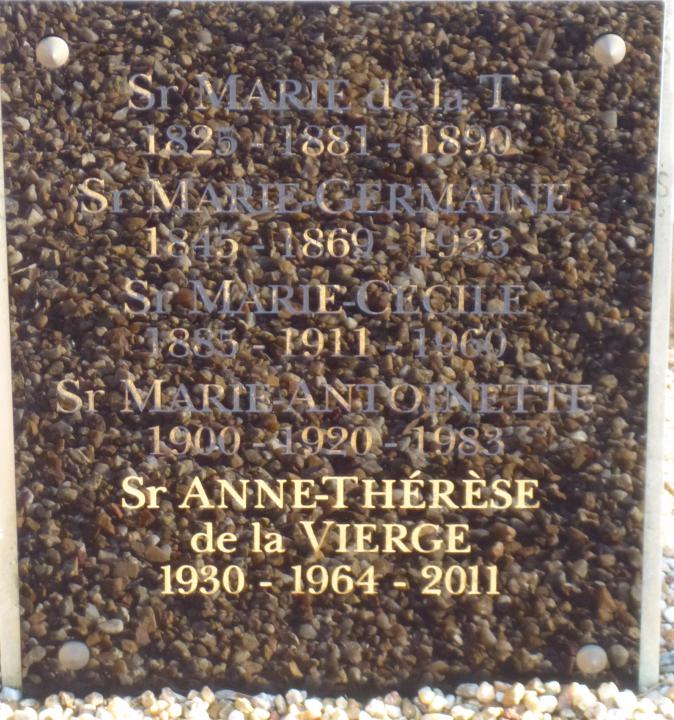 Sr MARIE de la T.
1825 - 1881 - 1890
Sr MARIE-GERMAINE
1845 - 1869 - 1933
Sr MARIE-CECILE
1885 - 1911 - 1960
Sr MARIE-ANTOINETTE
1900 - 1920 - 1983
Sr ANNE-THÉRÈSE
de la VIERGE
1930 - 1964 - 2011